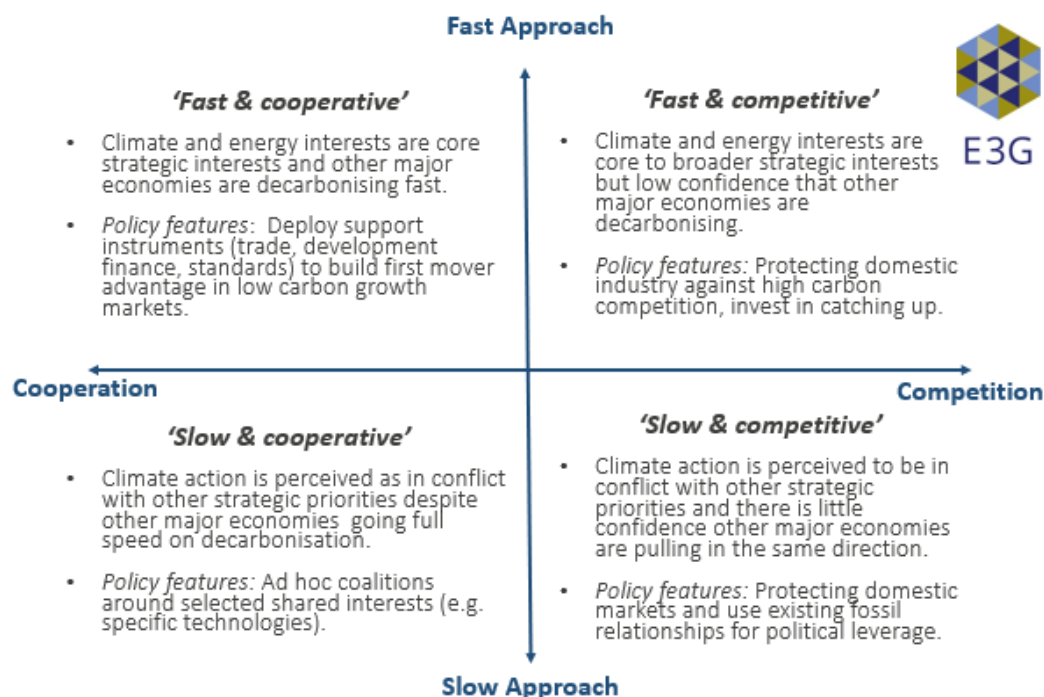 Fast Approach
E3G
‘Fast & cooperative’
• Climate and energy interests are core
strategic interests and other major
economies are decarbonising fast.
• Policy features:  Deploy support
instruments (trade, development
finance, standards) to build first mover
advantage in low carbon growth
markets.
‘Fast & competitive’
• Climate and energy interests are
core to broader strategic interests
but low confidence that other
major economies are
decarbonising.
• Policy features: Protecting domestic
industry against high carbon
competition, invest in catching up.
Cooperation
Competition
‘Slow & cooperative’
• Climate action is perceived as in conflict
with other strategic priorities despite
other major economies  going full
speed on decarbonisation.
• Policy features: Ad hoc coalitions
around selected shared interests (e.g.
specific technologies).
‘Slow & competitive’
• Climate action is perceived to be in
conflict with other strategic
priorities and there is little
confidence other major economies
are pulling in the same direction.
• Policy features: Protecting domestic
markets and use existing fossil
relationships for political leverage.
Slow Approach